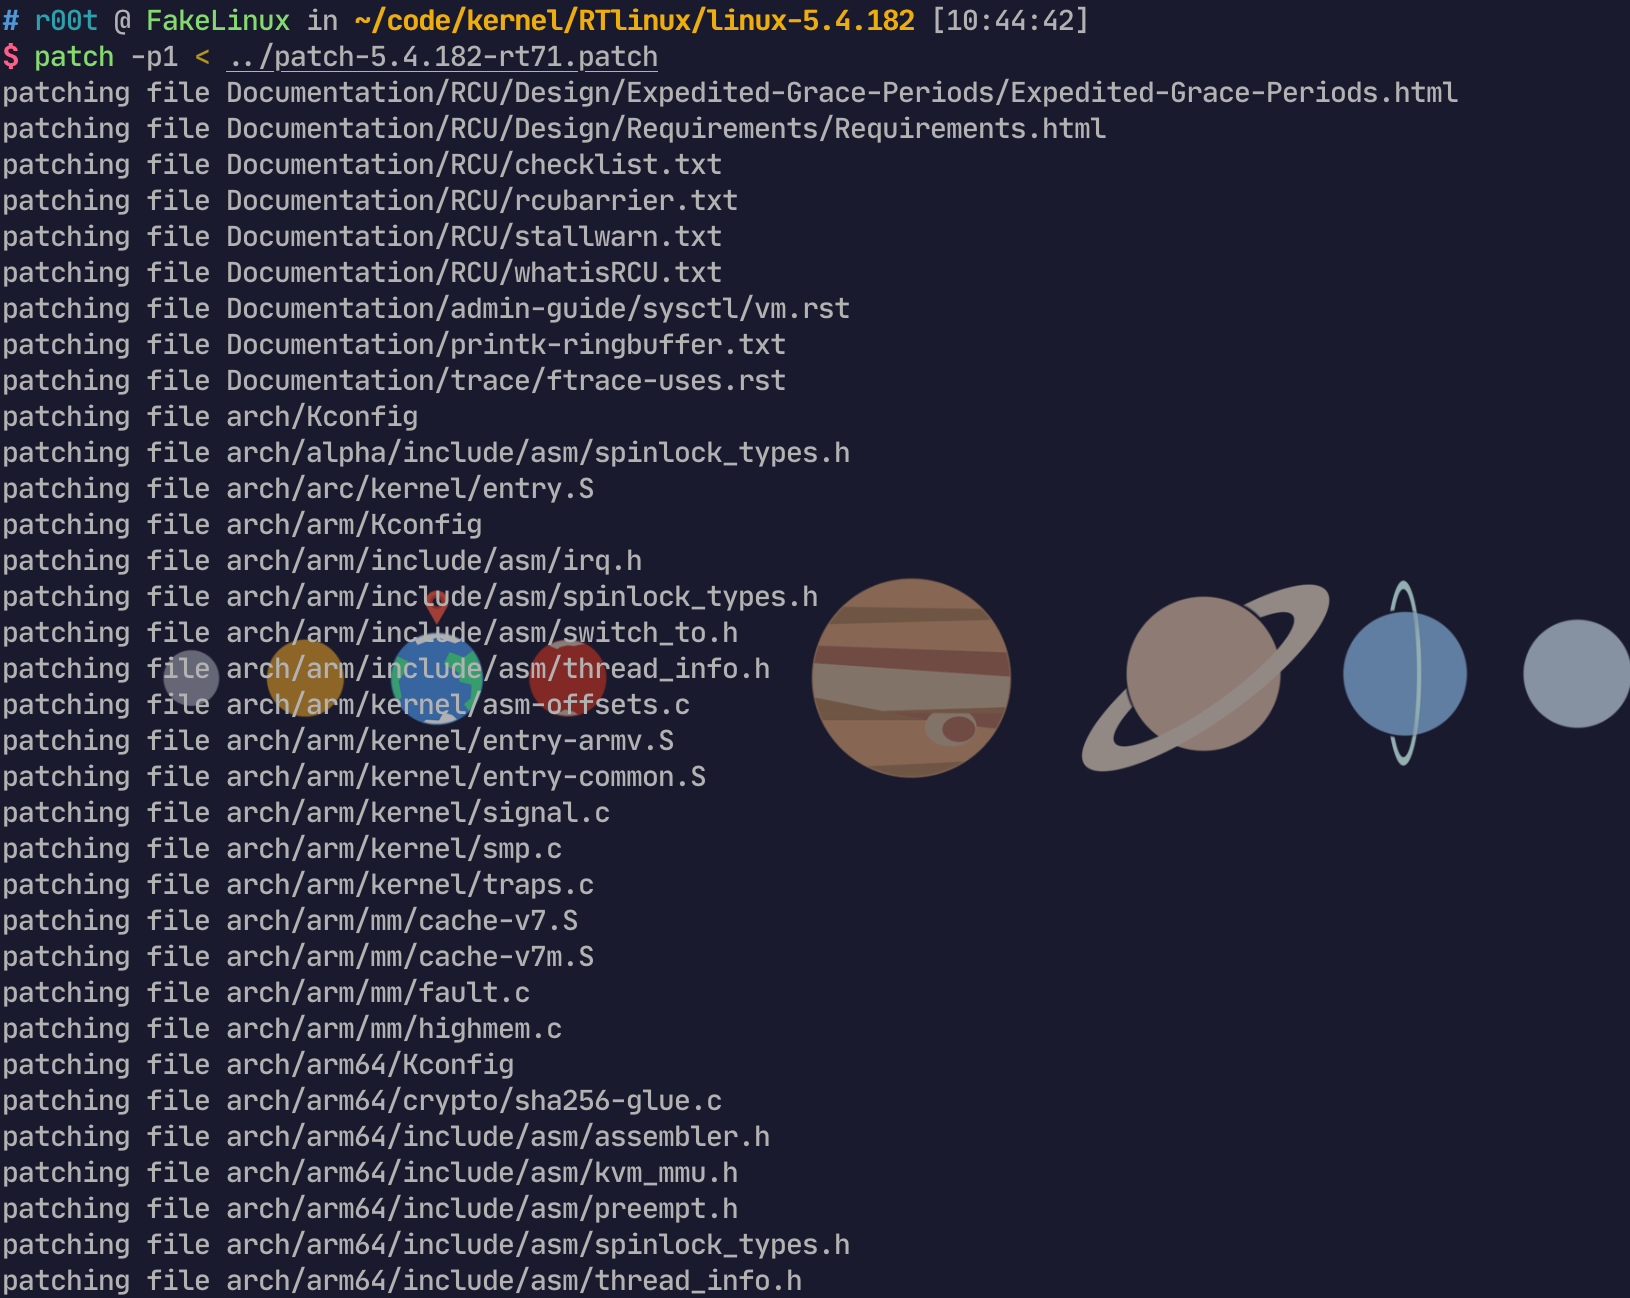 # r00t @ FakeLinux in ~/code/kernel/RTlinux/linux-5.4.182 [10:44:42]
$ patch -p1 < ../patch-5.4.182-rt71.patch
patching file Documentation/RCU/Design/Expedited-Grace-Periods/Expedited-Grace-Periods.html
patching file Documentation/RCU/Design/Requirements/Requirements.html
patching file Documentation/RCU/checklist.txt
patching file Documentation/RCU/rcubarrier.txt
patching file Documentation/RCU/stallwarn.txt
patching file Documentation/RCU/whatisRCU.txt
patching file Documentation/admin-guide/sysctl/vm.rst
patching file Documentation/printk-ringbuffer.txt
patching file Documentation/trace/ftrace-uses.rst
patching file arch/Kconfig
patching file arch/alpha/include/asm/spinlock_types.h
patching file arch/arc/kernel/entry.S
patching file arch/arm/Kconfig
patching file arch/arm/include/asm/irq.h
patching file arch/arm/include/asm/spinlock_types.h
patching file arch/arm/include/asm/switch_to.h
patching file arch/arm/include/asm/thread_info.h
patching file arch/arm/kernel/asm-offsets.c
patching file arch/arm/kernel/entry-armv.S
patching file arch/arm/kernel/entry-common.S
patching file arch/arm/kernel/signal.c
patching file arch/arm/kernel/smp.c
patching file arch/arm/kernel/traps.c
patching file arch/arm/mm/cache-v7.S
patching file arch/arm/mm/cache-v7m.S
patching file arch/arm/mm/fault.c
patching file arch/arm/mm/highmem.c
patching file arch/arm64/Kconfig
patching file arch/arm64/crypto/sha256-glue.c
patching file arch/arm64/include/asm/assembler.h
patching file arch/arm64/include/asm/kvm_mmu.h
patching file arch/arm64/include/asm/preempt.h
patching file arch/arm64/include/asm/spinlock_types.h
patching file arch/arm64/include/asm/thread_info.h